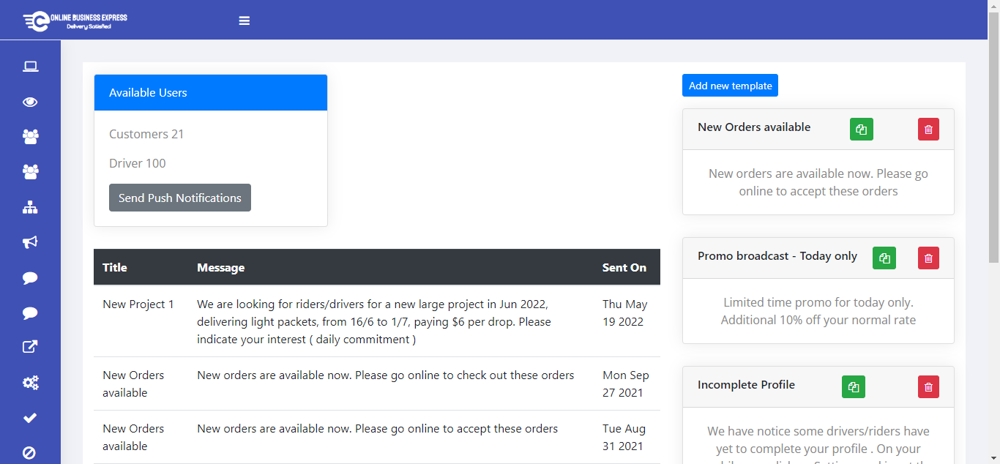 ONLINE BUSINESS EXPRESS
Delivery Satisfied
Available Users
Customers 21
Driver 100
Send Push Notifications
Title Message Sent On
New Project 1 We are looking for riders/drivers for a new large project in Jun 2022, Thu May
delivering light packets, from 16/6 to 1/7, paying $6 per drop. Please 19 2022
indicate your interest ( daily commitment )
New Orders New orders are available now. Please go online to check out these orders Mon Sep
available 27 2021
New Orders New orders are available now. Please go online to accept these orders Tue Aug
available 31 2021
Add new template
New Orders available
New orders are available now. Please go
online to accept these orders
Promo broadcast - Today only
Limited time promo for today only.
Additional 10% off your normal rate
Incomplete Profile
We have notice some drivers/riders have
yet to complete your profile . On your